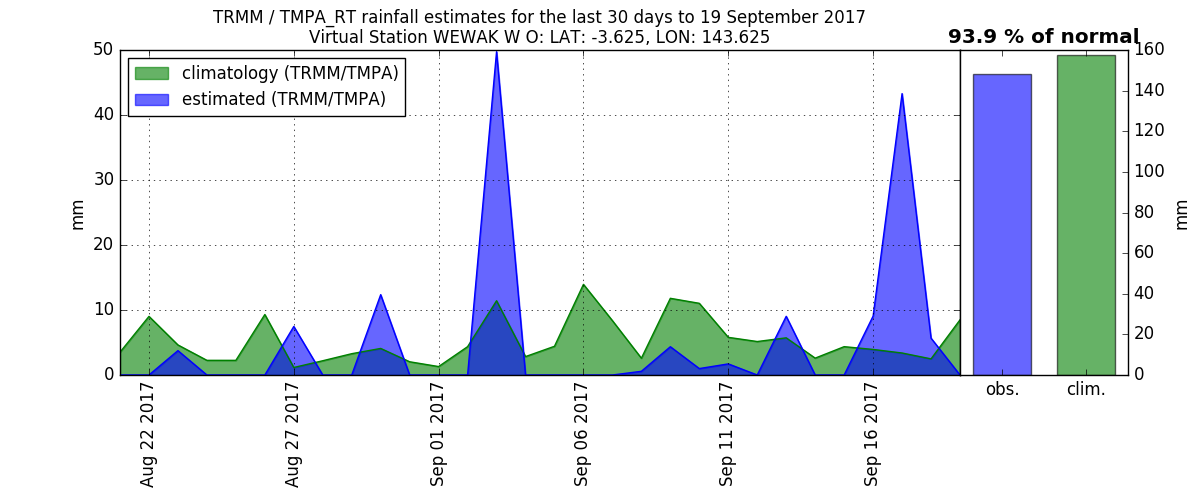 TRMM / TMPA_RT rainfall estimates for the last 30 days to 19 September 2017
Virtual Station WEWAK W O: LAT: -3.625, LON: 143.625
93.9 % of normal
climatology (TRMM/TMPA)
estimated (TRMM/TMPA)
50
40
30
20
10
0
mm
Aug 22 2017
Aug 27 2017
Sep 01 2017
Sep 06 2017
Sep 11 2017
Sep 16 2017
160
140
120
100
80
60
40
20
0
mm
obs.
clim.